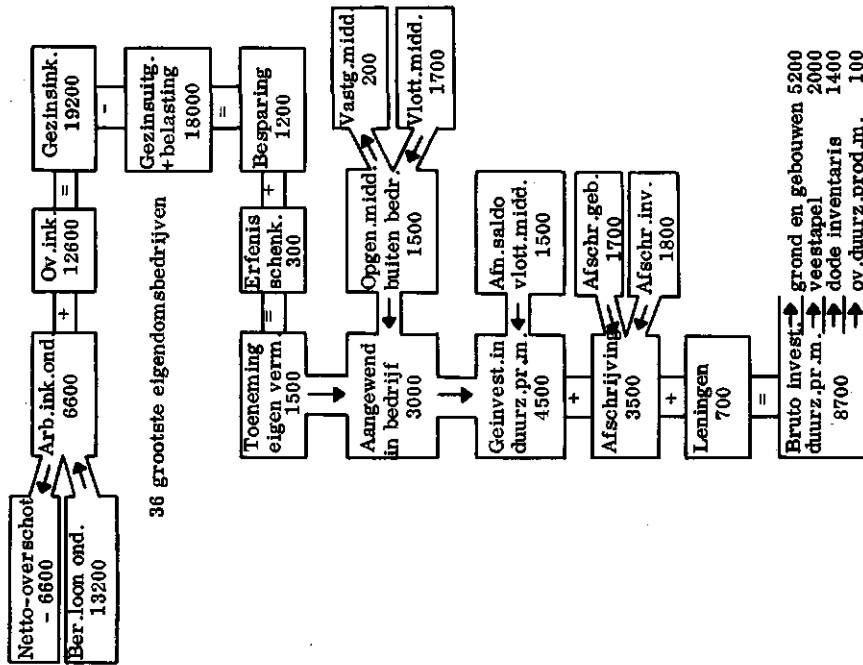 Netto-overschot
- 6600
Ber.loon ond.
13200
Arb.ink.ond.
6600
+
Ov.ink.
12600
=
Gezinsink.
19200
-
Gezinsuitg.
+belasting
18000
=
Besparing
1200
+
Erfenis
schenk.
300
=
Toeneming
eigen verm.
1500
36 grootste eigendomsbedrijven
Vastg.midd.
200
Vlott.midd.
1700
Opgen.midd.
buiten bedr.
1500
Aangewend
in bedrijf
3000
Afn.saldo
vlott.midd.
1500
Geinvest.in
duurz.pr.m.
4500
+
Afschr.geb.
1700
Afschr.inv.
1800
Afschrijving
3500
+
Leningen
700
=
Bruto invest.
duurz.pr.m.
8700
grond en gebouwen 5200
veestapel 2000
dode inventaris 1400
ov.duurz.prod.m. 100